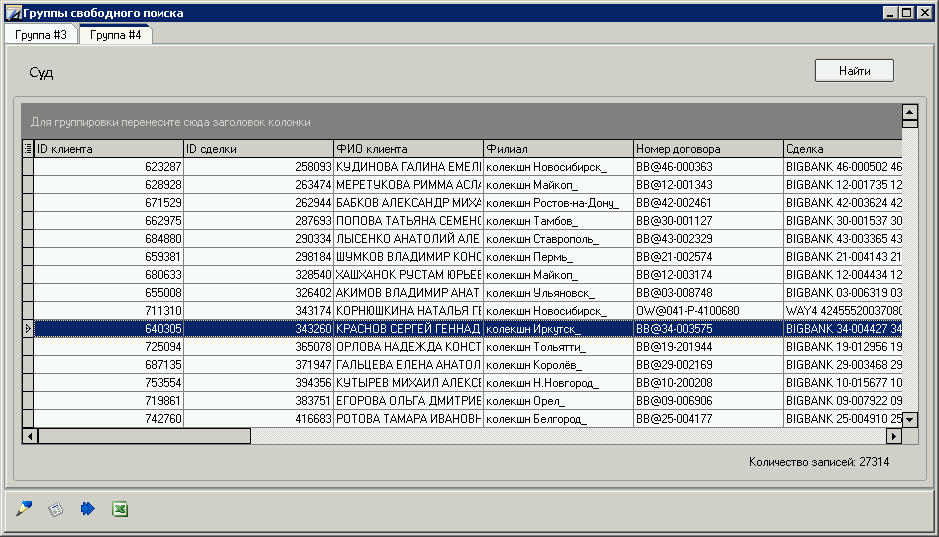 Группы свободного поиска
Группа #3 Группа #4
Суд Найти
Для группировки перенесите сюда заголовок колонки
ID клиента ID сделки ФИО клиента Филиал Номер договора Сделка
623287 258093 КУДИНОВА ГАЛИНА ЕМЕЛІ колекшн Новосибирск_ BB@46-000363 BIGBANK 46-000502 46
628928 263474 МЕРЕТУКОВА РИММА АСЛА колекшн Майкоп_ BB@12-001343 BIGBANK 12-001735 12
671529 262944 БАБКОВ АЛЕКСАНДР МИХА колекшн Ростов-на-Дону_ BB@42-002461 BIGBANK 42-003624 42
662975 287693 ПОПОВА ТАТЬЯНА СЕМЕНС колекшн Тамбов_ BB@30-001127 BIGBANK 30-001537 30
684880 290334 ЛЫСЕНКО АНАТОЛИЙ АЛЕ колекшн Ставрополь_ BB@43-002329 BIGBANK 43-003365 43
659381 298184 ШУМКОВ ВЛАДИМИР КОНС колекшн Пермь_ BB@21-002574 BIGBANK 21-004143 21
680633 328540 ХАШХАНОК РУСТАМ ЮРЬЕВ колекшн Майкоп_ BB@12-003174 BIGBANK 12-004434 12
655008 326402 АКИМОВ ВЛАДИМИР АНАТ колекшн Ульяновск_ BB@03-008748 BIGBANK 03-006319 03
711310 343174 КОРНЮШКИНА НАТАЛЬЯ ГЕ колекшн Новосибирск_ OW@041-P-4100680 WAY4 42455520037080
640305 343260 КРАСНОВ СЕРГЕЙ ГЕННАД колекшн Иркутск_ BB@34-003575 BIGBANK 34-004427 34
725094 365078 ОРЛОВА НАДЕЖДА КОНСТ колекшн Тольятти_ BB@19-201944 BIGBANK 19-012956 19
687135 371947 ГАЛЬЦЕВА ЕЛЕНА АНАТОЛ колекшн Королёв_ BB@29-002169 BIGBANK 29-003468 29
753554 394356 КУТЫРЕВ МИХАИЛ АЛЕКСЕ колекшн Н.Новгород_ BB@10-200208 BIGBANK 10-015677 10
719861 383751 ЕГОРОВА ОЛЬГА ДМИТРИЕ колекшн Орел_ BB@09-006906 BIGBANK 09-007922 09
742760 416683 РОТОВА ТАМАРА ИВАНОВН колекшн Белгород_ BB@25-004177 BIGBANK 25-004910 25
Количество записей: 27314